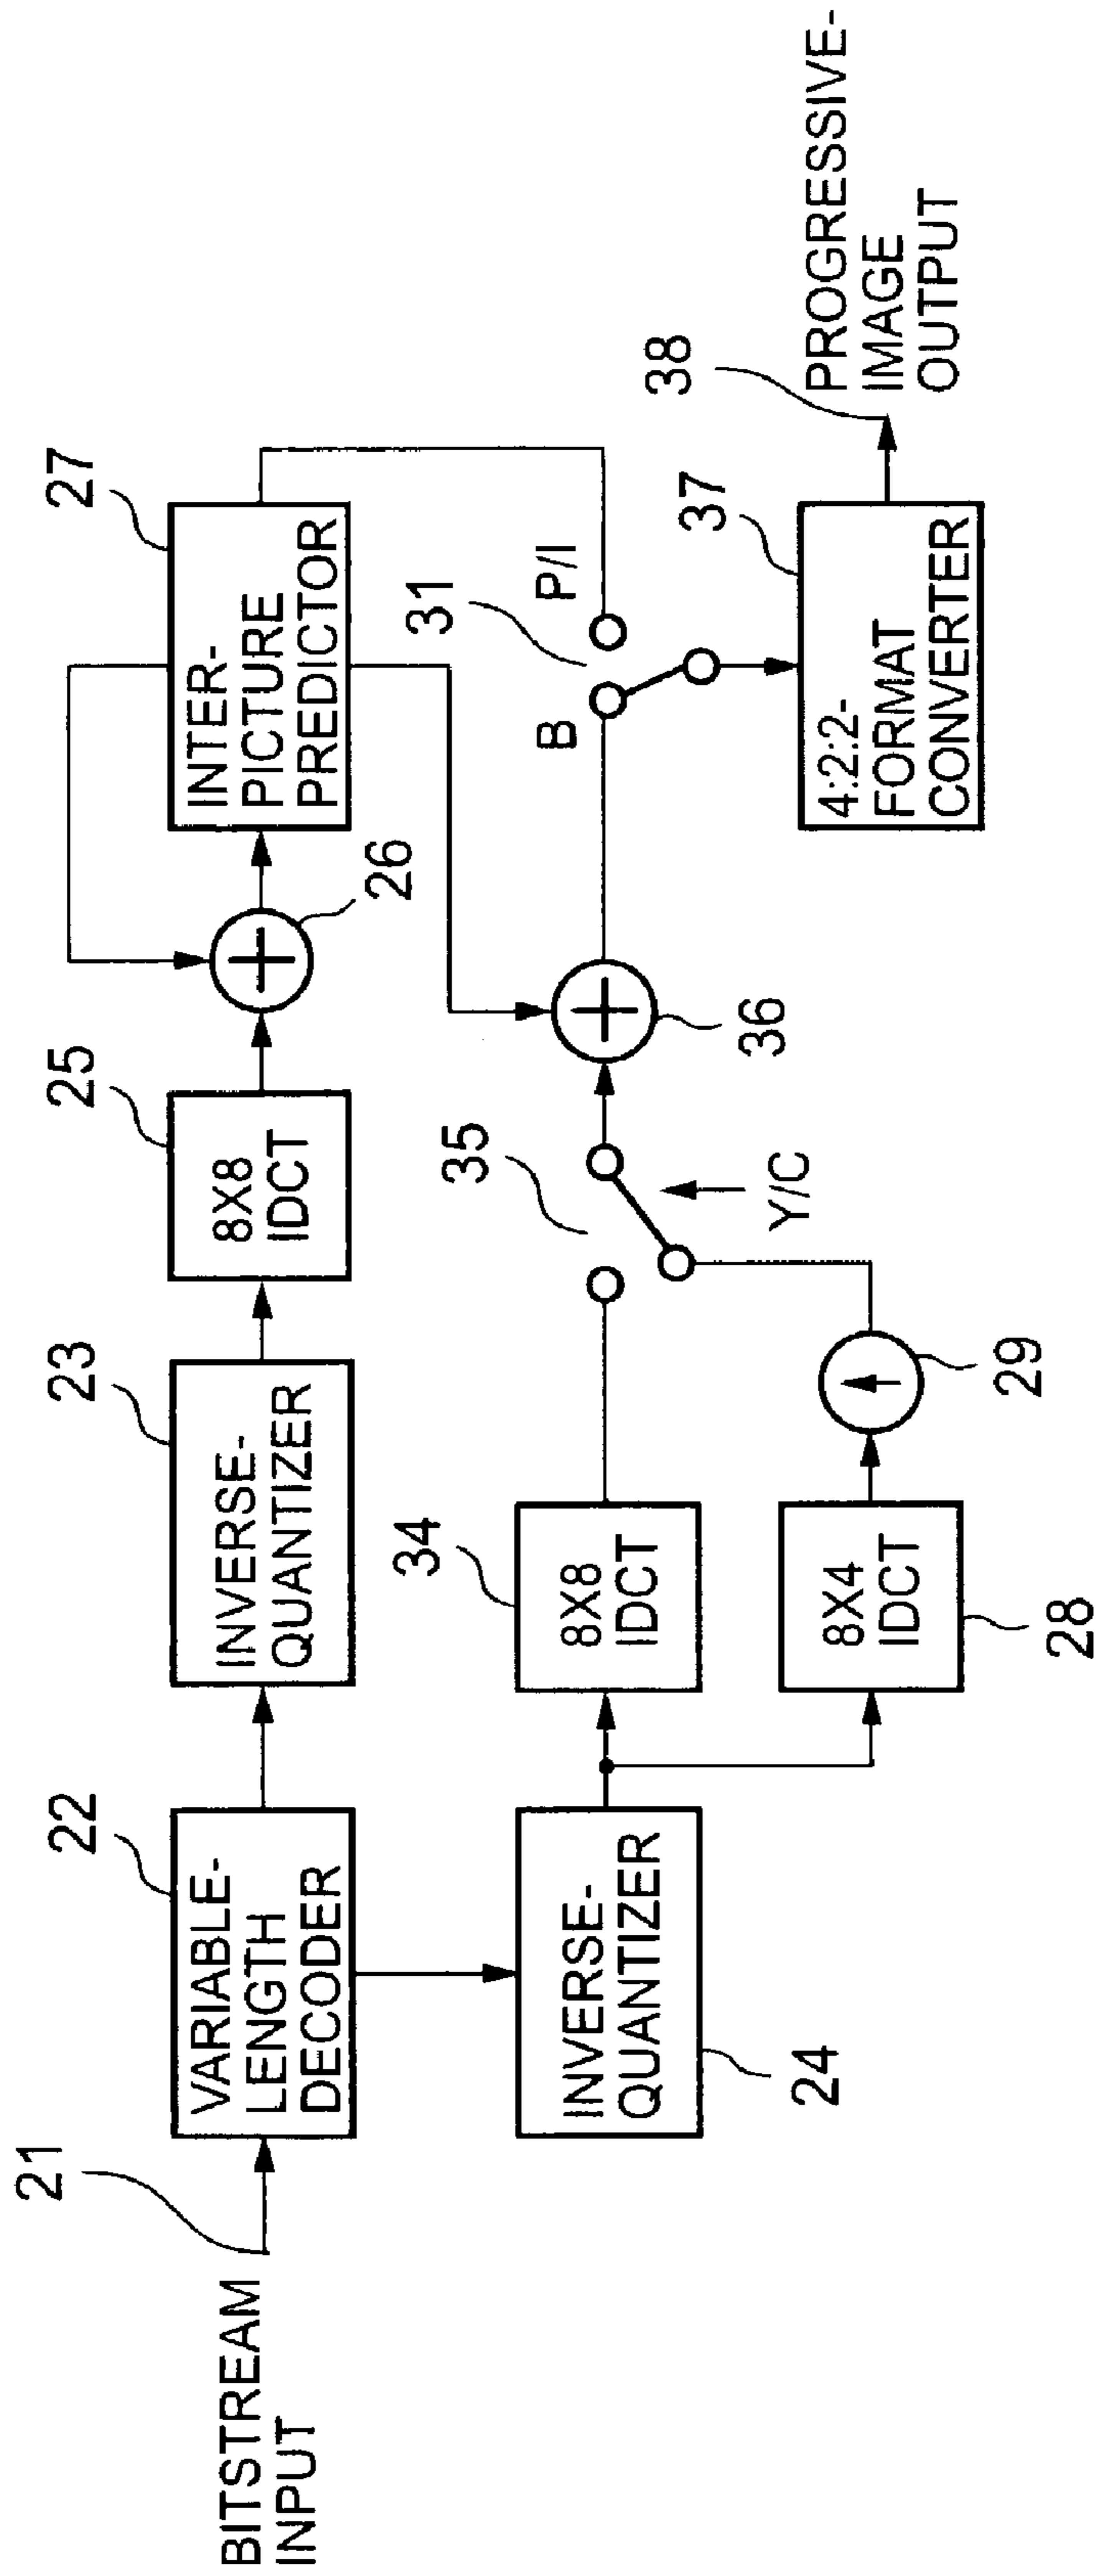 21
BITSTREAM
INPUT
22
VARIABLE-
LENGTH
DECODER
23
INVERSE-
QUANTIZER
25
8X8
IDCT
26
27
INTER-
PICTURE
PREDICTOR
24
INVERSE-
QUANTIZER
34
8X8
IDCT
28
8X4
IDCT
29
35
Y/C
36
31
B
P/I
37
4:2:2-
FORMAT
CONVERTER
38
PROGRESSIVE-
IMAGE
OUTPUT